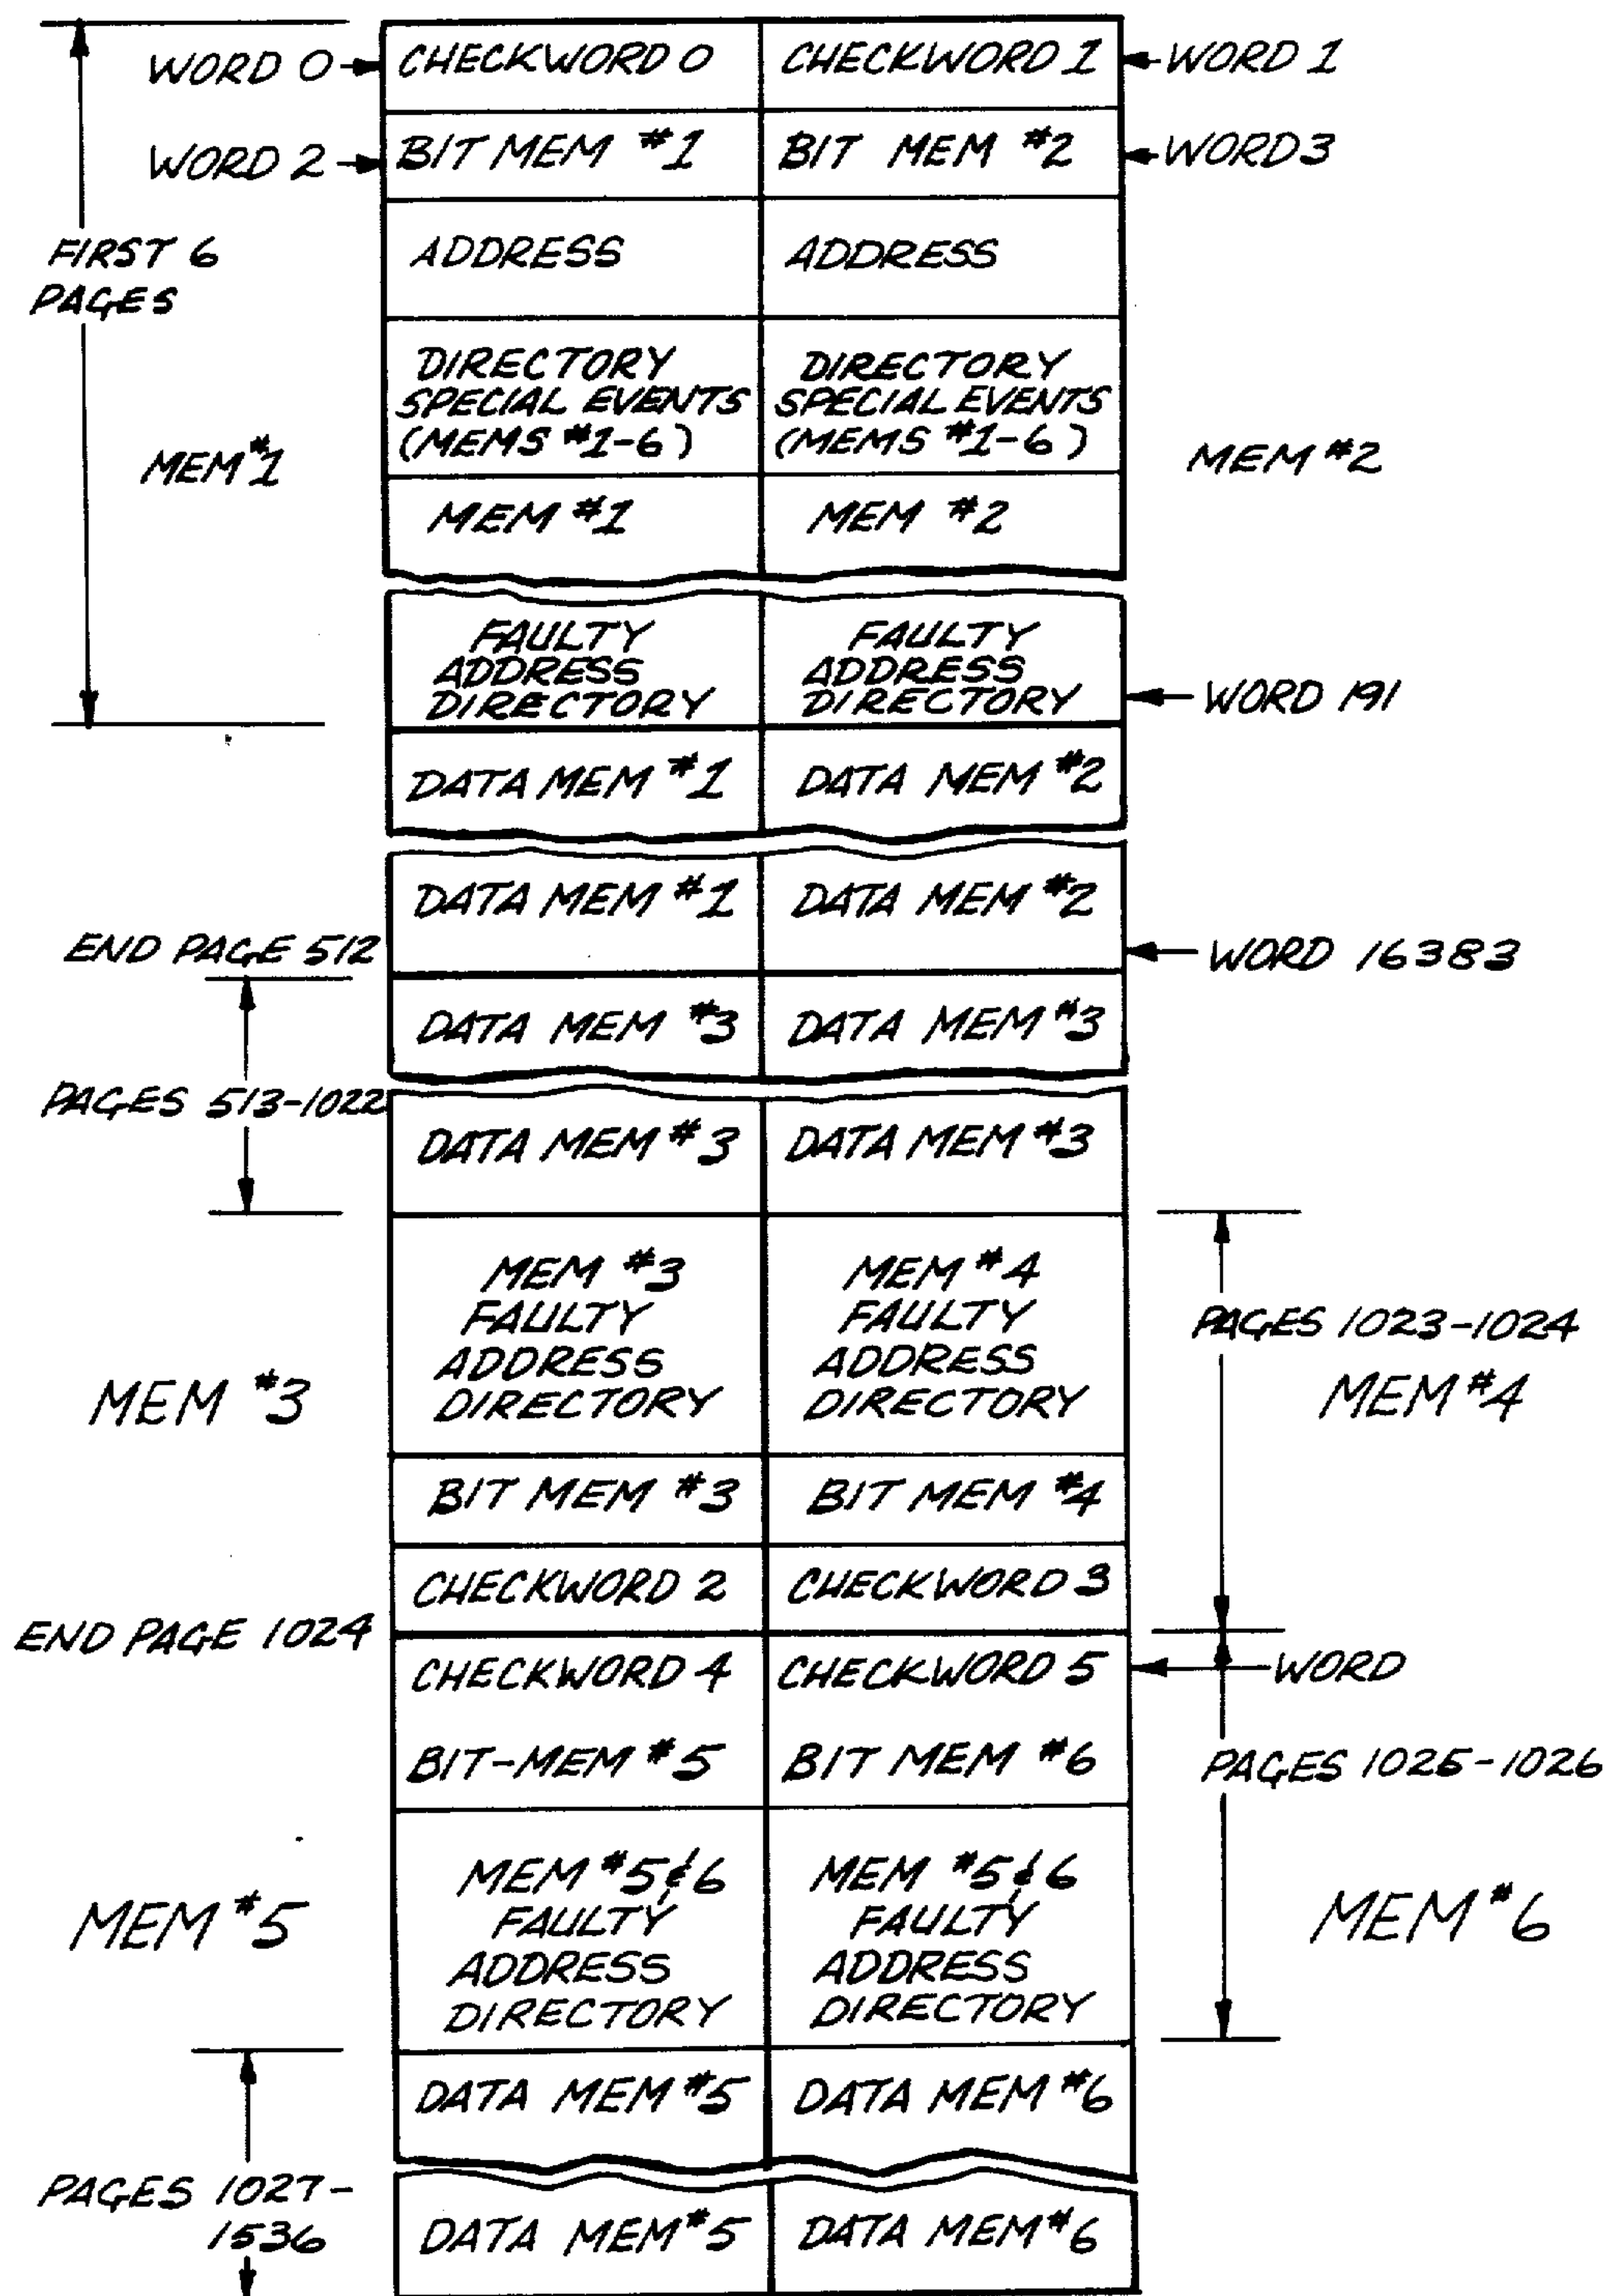 WORD 0
CHECKWORD 0
CHECKWORD 1
WORD 1
WORD 2
BIT MEM #1
BIT MEM #2
WORD 3
FIRST 6
PAGES
ADDRESS
ADDRESS
DIRECTORY
SPECIAL EVENTS
(MEMS #1-6)
DIRECTORY
SPECIAL EVENTS
(MEMS #1-6)
MEM #1
MEM #2
MEM #1
MEM #2
FAULTY
ADDRESS
DIRECTORY
FAULTY
ADDRESS
DIRECTORY
WORD 191
DATA MEM #1
DATA MEM #2
DATA MEM #1
DATA MEM #2
END PAGE 512
WORD 16383
DATA MEM #3
DATA MEM #3
PAGES 513-1022
DATA MEM #3
DATA MEM #3
MEM #3
FAULTY
ADDRESS
DIRECTORY
MEM #4
FAULTY
ADDRESS
DIRECTORY
PAGES 1023-1024
MEM #3
MEM #4
BIT MEM #3
BIT MEM #4
CHECKWORD 2
CHECKWORD 3
END PAGE 1024
CHECKWORD 4
CHECKWORD 5
WORD
BIT-MEM #5
BIT MEM #6
PAGES 1025-1026
MEM #5&6
FAULTY
ADDRESS
DIRECTORY
MEM #5&6
FAULTY
ADDRESS
DIRECTORY
MEM #5
MEM #6
DATA MEM #5
DATA MEM #6
PAGES 1027-
1536
DATA MEM #5
DATA MEM #6